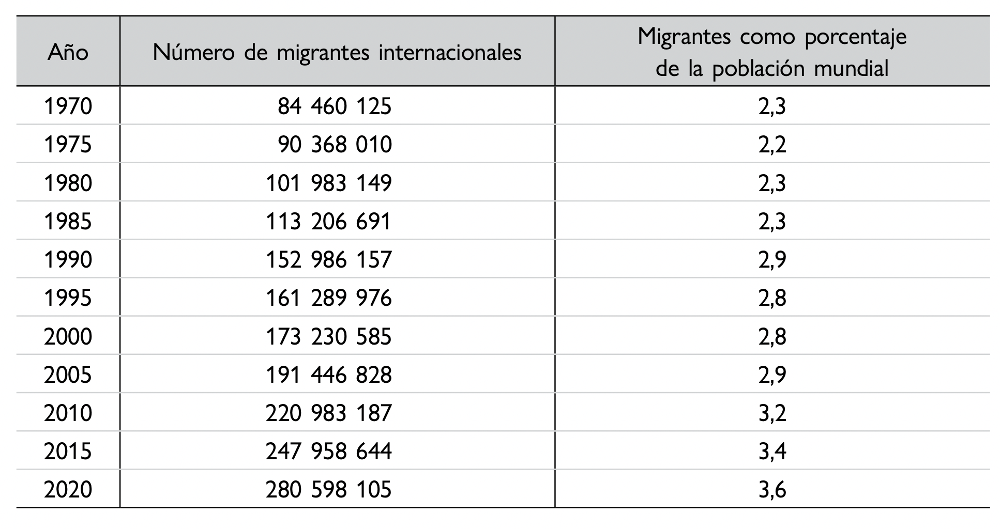 Año Número de migrantes internacionales Migrantes como porcentaje
de la población mundial
1970 84 460 125 2,3
1975 90 368 010 2,2
1980 101 983 149 2,3
1985 113 206 691 2,3
1990 152 986 157 2,9
1995 161 289 976 2,8
2000 173 230 585 2,8
2005 191 446 828 2,9
2010 220 983 187 3,2
2015 247 958 644 3,4
2020 280 598 105 3,6